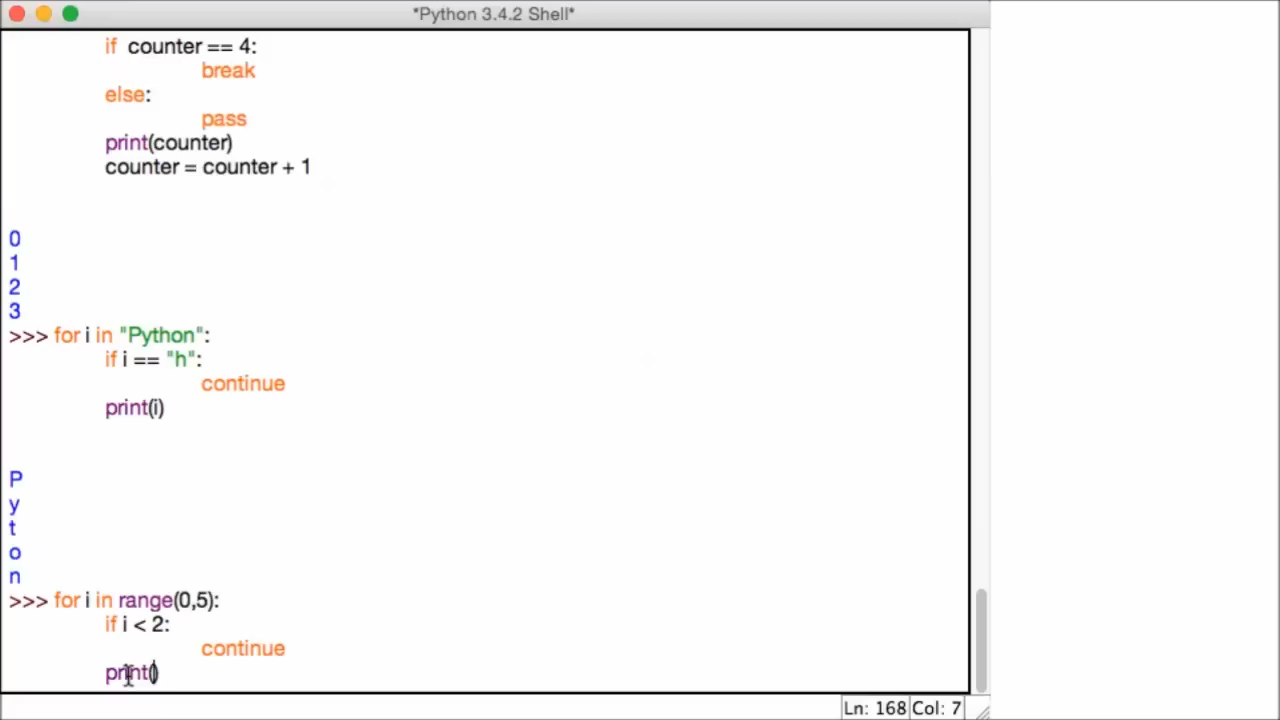 *Python 3.4.2 Shell*
if counter == 4:
break
else:
pass
print(counter)
counter = counter + 1
0
1
2
3
>>> for i in "Python":
if i == "h":
continue
print(i)
P
y
t
o
n
>>> for i in range(0,5):
if i < 2:
continue
print()
Ln: 168 Col: 7